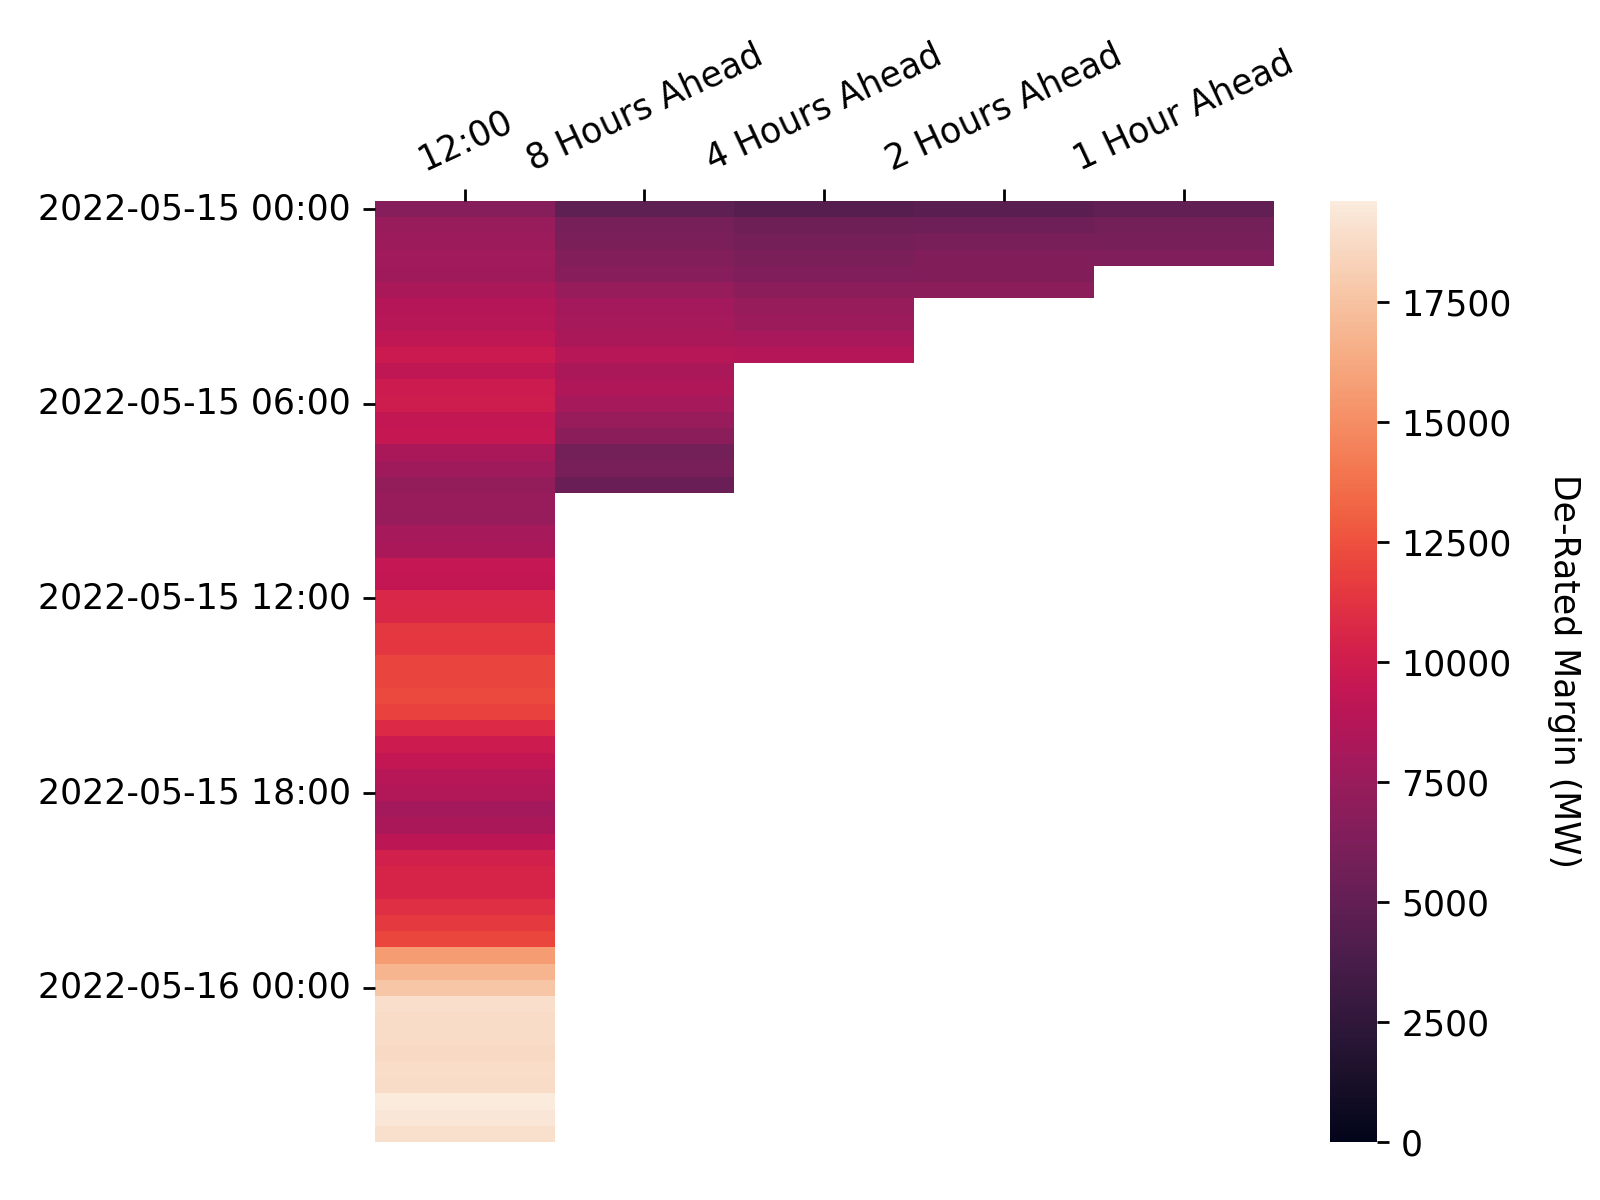 12:00
8 Hours Ahead
4 Hours Ahead
2 Hours Ahead
1 Hour Ahead
2022-05-15 00:00
2022-05-15 06:00
2022-05-15 12:00
2022-05-15 18:00
2022-05-16 00:00
17500
15000
12500
10000
7500
5000
2500
0
De-Rated Margin (MW)